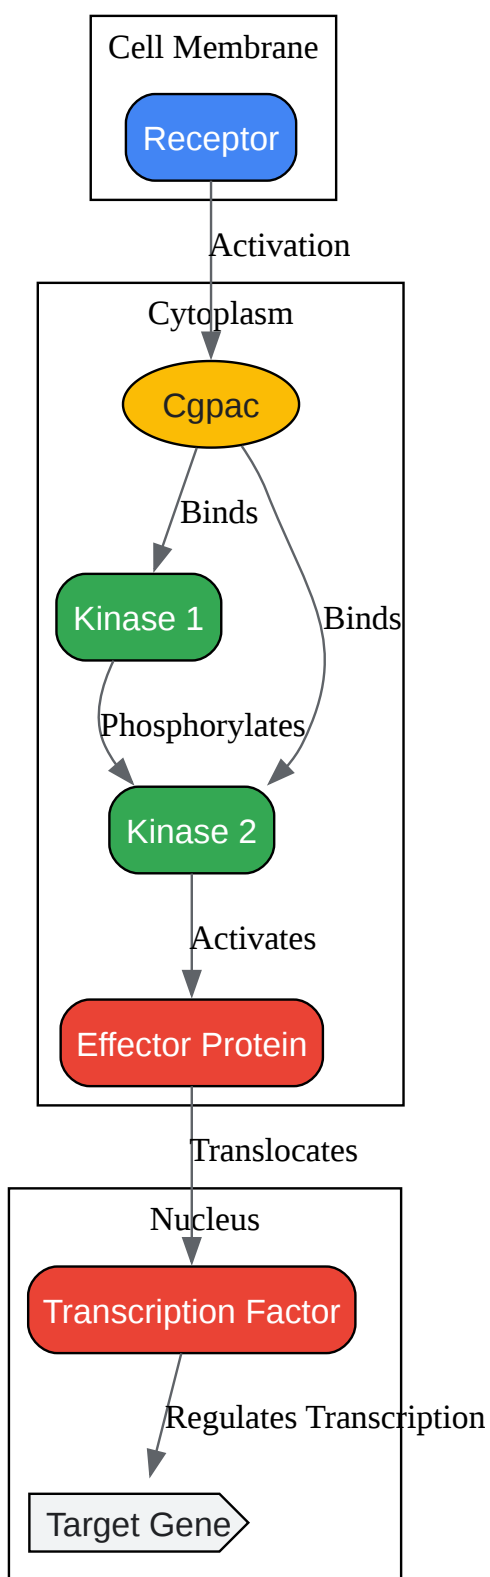 Cell Membrane
Receptor
Activation
Cytoplasm
Cgpac
Binds
Kinase 1
Binds
Phosphorylates
Kinase 2
Activates
Effector Protein
Translocates
Nucleus
Transcription Factor
Regulates Transcription
Target Gene